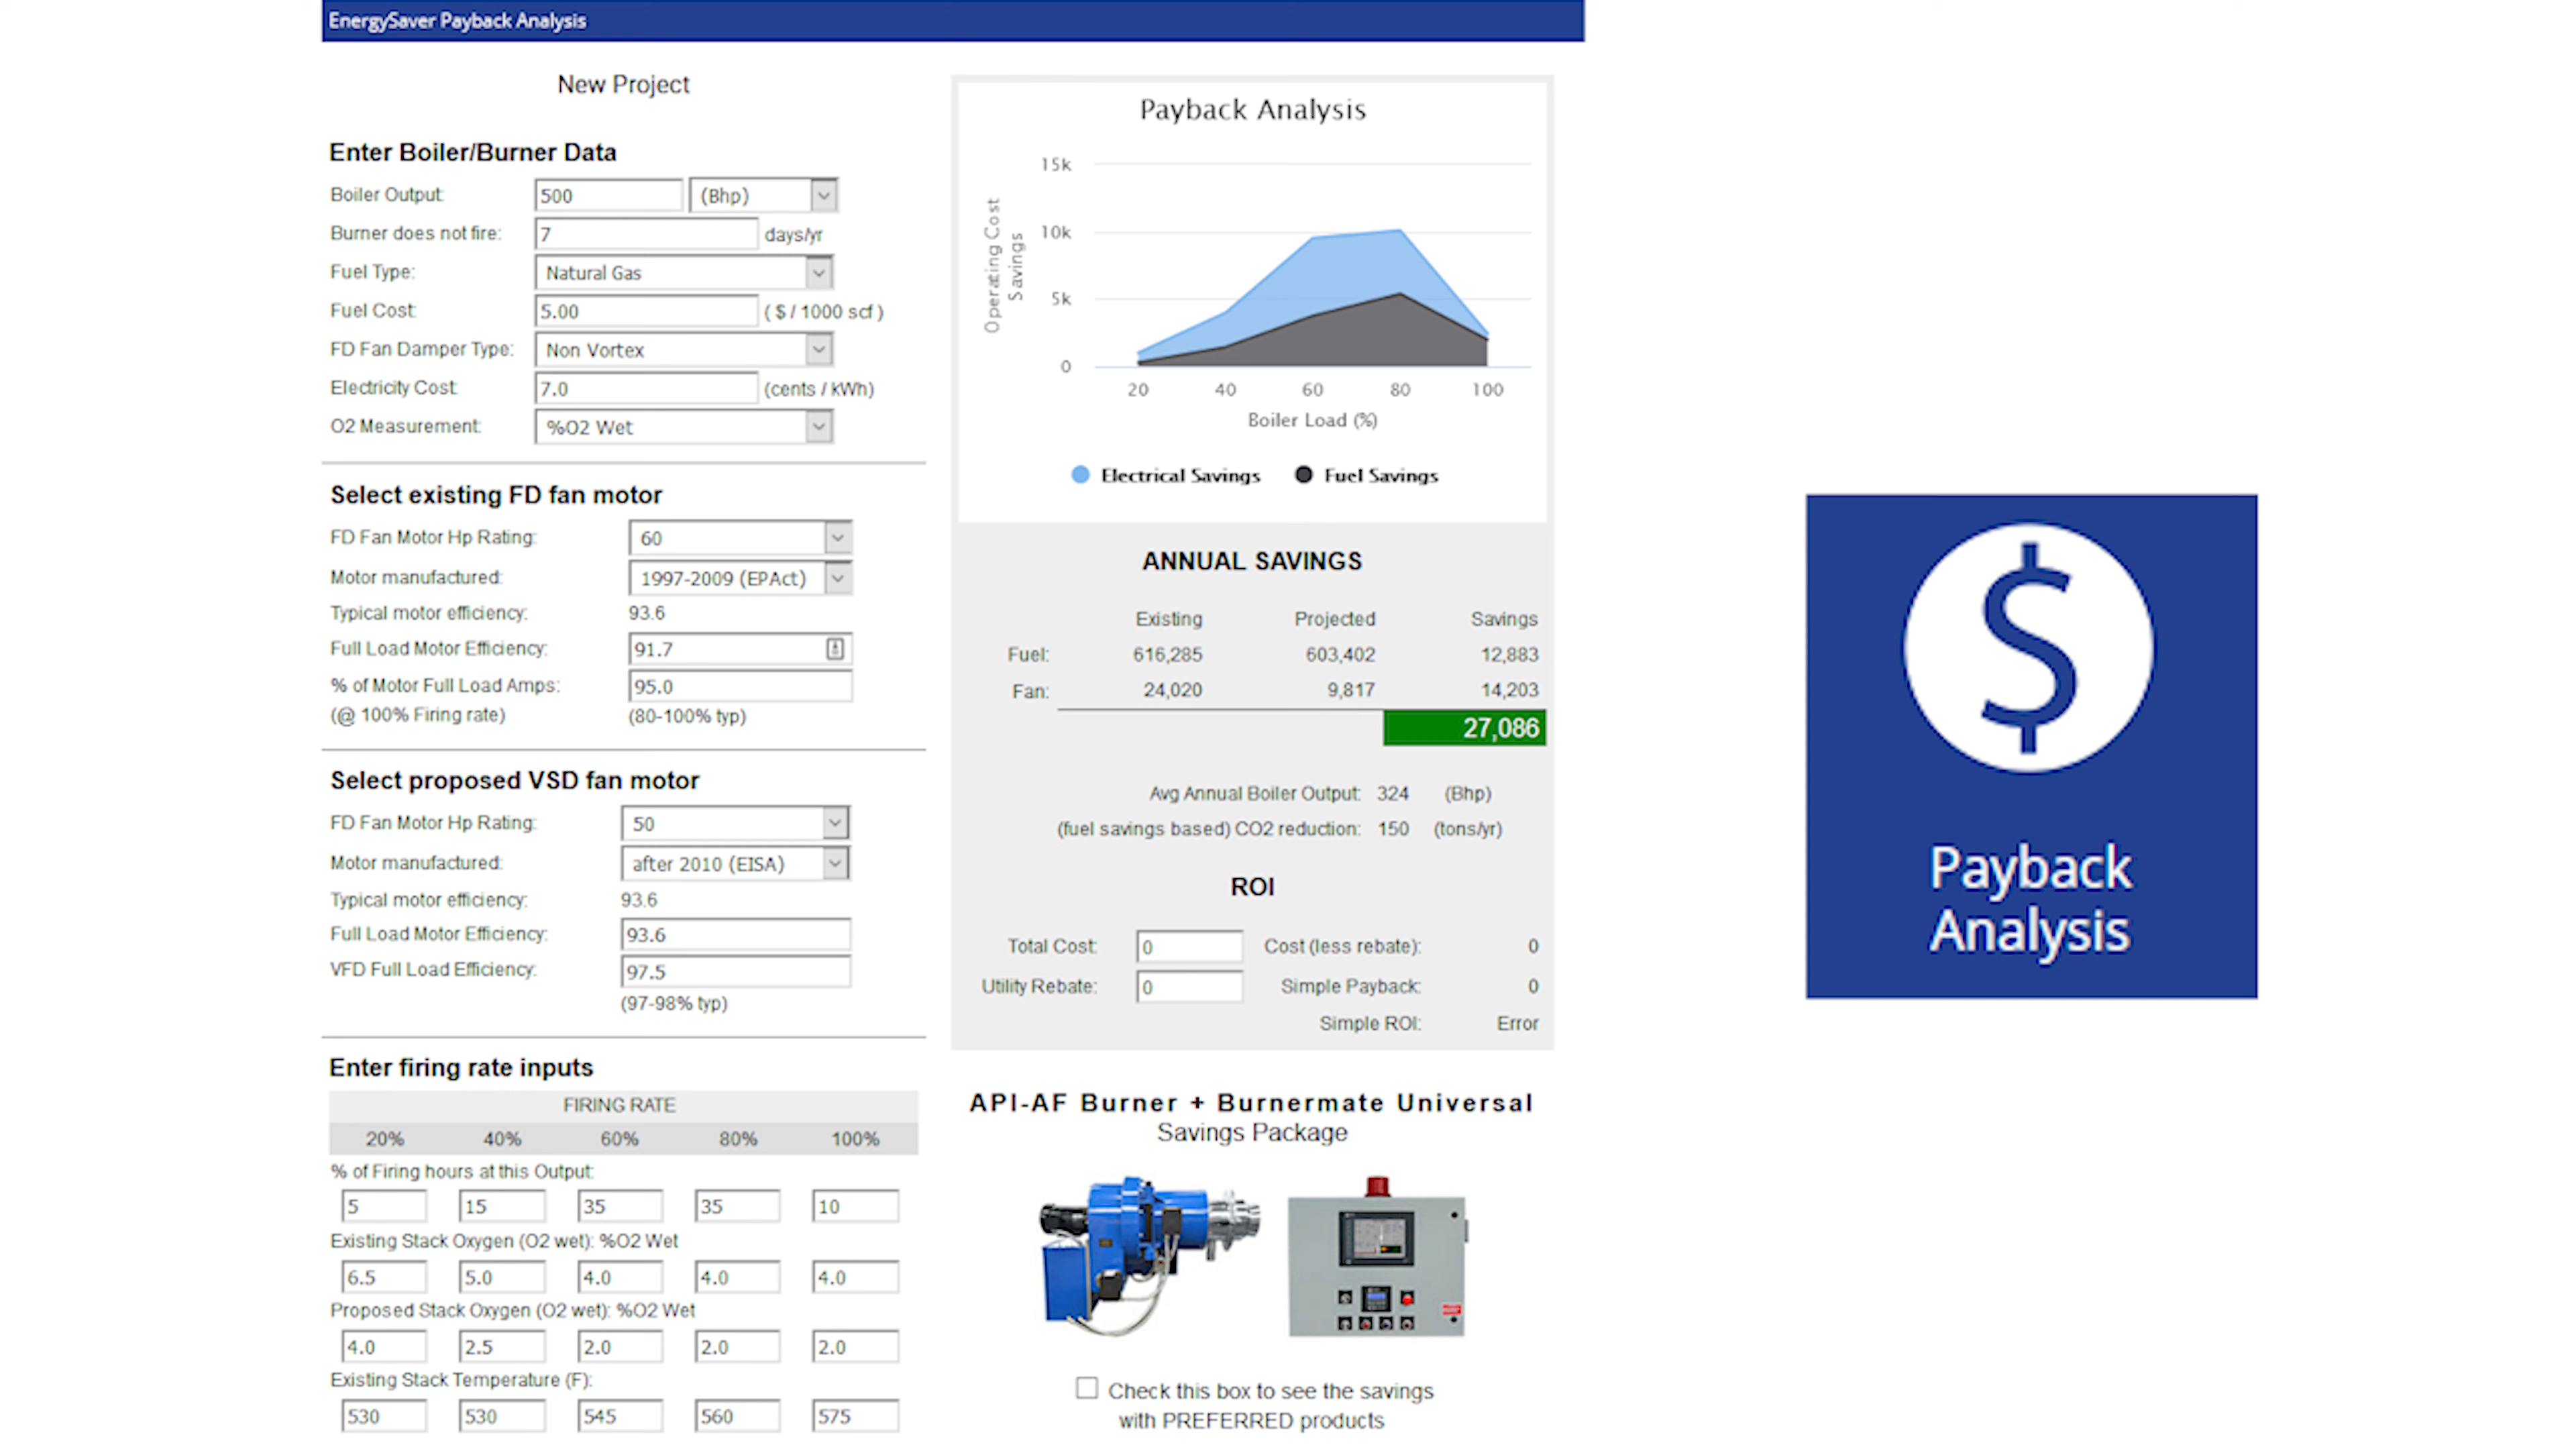 EnergySaver Payback Analysis
New Project
Enter Boiler/Burner Data
Boiler Output: 500 (Bhp)
Burner does not fire: 7 days/yr
Fuel Type: Natural Gas
Fuel Cost: 5.00 ( $ / 1000 scf )
FD Fan Damper Type: Non Vortex
Electricity Cost: 7.0 (cents / kWh)
O2 Measurement: %O2 Wet
Select existing FD fan motor
FD Fan Motor Hp Rating: 60
Motor manufactured: 1997-2009 (EPAct)
Typical motor efficiency: 93.6
Full Load Motor Efficiency: 91.7
% of Motor Full Load Amps: 95.0
(@ 100% Firing rate) (80-100% typ)
Select proposed VSD fan motor
FD Fan Motor Hp Rating: 50
Motor manufactured: after 2010 (EISA)
Typical motor efficiency: 93.6
Full Load Motor Efficiency: 93.6
VFD Full Load Efficiency: 97.5
(97-98% typ)
Enter firing rate inputs
FIRING RATE
20% 40% 60% 80% 100%
% of Firing hours at this Output:
5 15 35 35 10
Existing Stack Oxygen (O2 wet): %O2 Wet
6.5 5.0 4.0 4.0 4.0
Proposed Stack Oxygen (O2 wet): %O2 Wet
4.0 2.5 2.0 2.0 2.0
Existing Stack Temperature (F):
530 530 545 560 575
Payback Analysis
Operating Cost
Savings
15k
10k
5k
0
20 40 60 80 100
Boiler Load (%)
Electrical Savings Fuel Savings
ANNUAL SAVINGS
Existing Projected Savings
Fuel: 616,285 603,402 12,883
Fan: 24,020 9,817 14,203
27,086
Avg Annual Boiler Output: 324 (Bhp)
(fuel savings based) CO2 reduction: 150 (tons/yr)
ROI
Total Cost: 0 Cost (less rebate): 0
Utility Rebate: 0 Simple Payback: 0
Simple ROI: Error
API-AF Burner + Burnermate Universal
Savings Package
Check this box to see the savings
with PREFERRED products
$
Payback
Analysis